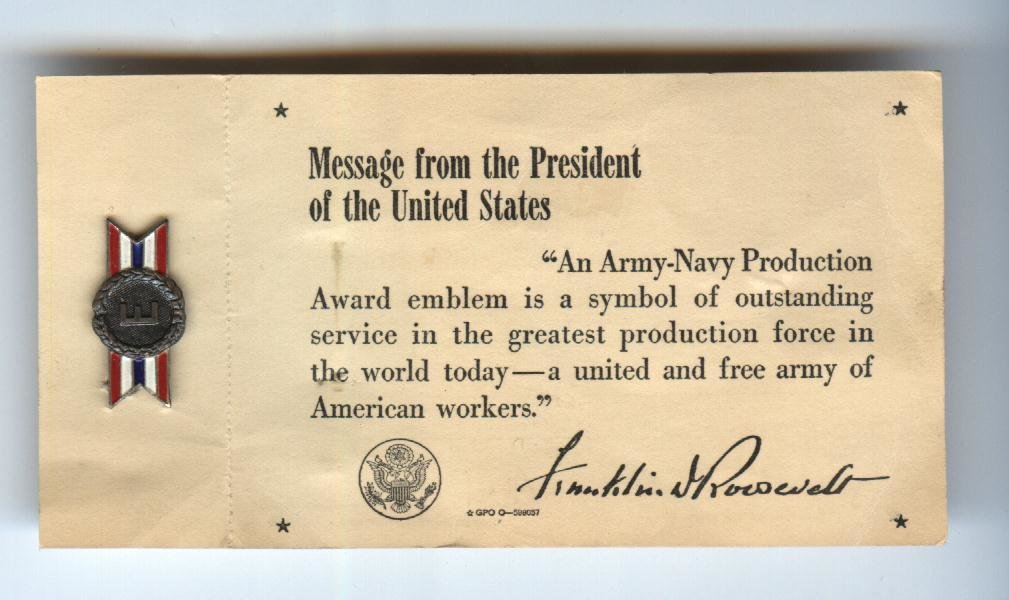 Message from the President
of the United States
“An Army-Navy Production
Award emblem is a symbol of outstanding
service in the greatest production force in
the world today—a united and free army of
American workers.”
Franklin D Roosevelt
☆ GPO O—599057
E